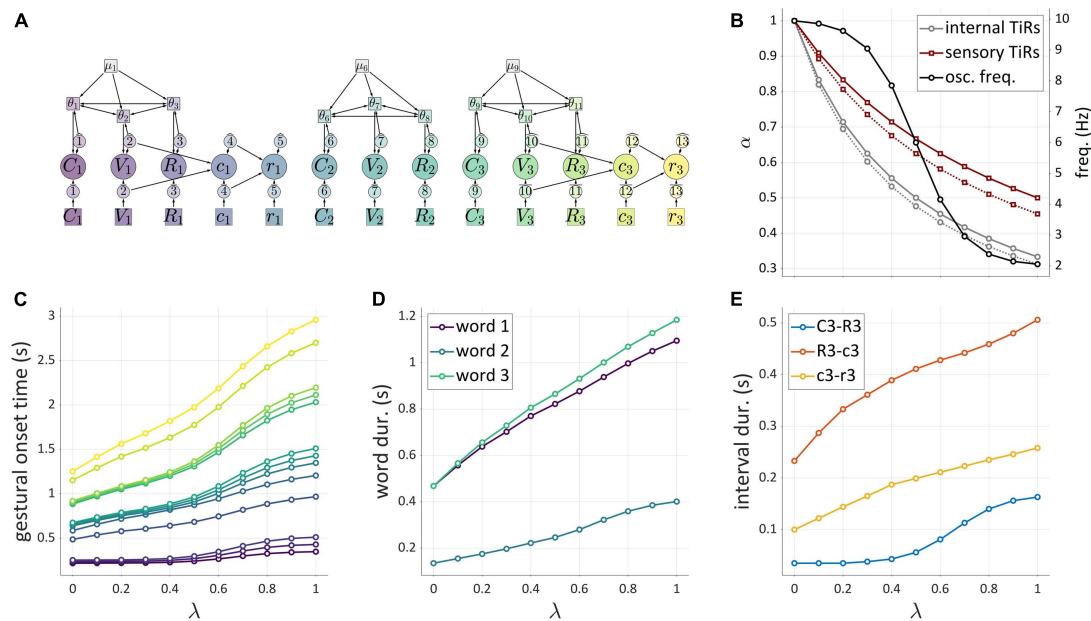 A
μ1 μ6 μ9
θ1 θ3 θ7 θ9 θ11
θ2 θ6 θ8 θ10
1 2 3 4 5 6 7 8 9 10 11 12 13
C1 V1 R1 c1 r1 C2 V2 R2 C3 V3 R3 c3 r3
1 2 3 4 5 6 7 8 9 10 11 12 13
C1 V1 R1 c1 r1 C2 V2 R2 C3 V3 R3 c3 r3
B
internal TiRs
sensory TiRs
osc. freq.
α
1
0.9
0.8
0.7
0.6
0.5
0.4
0.3
freq. (Hz)
10
9
8
7
6
5
4
3
2
C
gestural onset time (s)
3
2.5
2
1.5
1
0.5
0 0.2 0.4 0.6 0.8 1
λ
D
word 1
word 2
word 3
word dur. (s)
1.2
1
0.8
0.6
0.4
0.2
0 0.2 0.4 0.6 0.8 1
λ
E
C3-R3
R3-c3
c3-r3
interval dur. (s)
0.5
0.4
0.3
0.2
0.1
0 0.2 0.4 0.6 0.8 1
λ